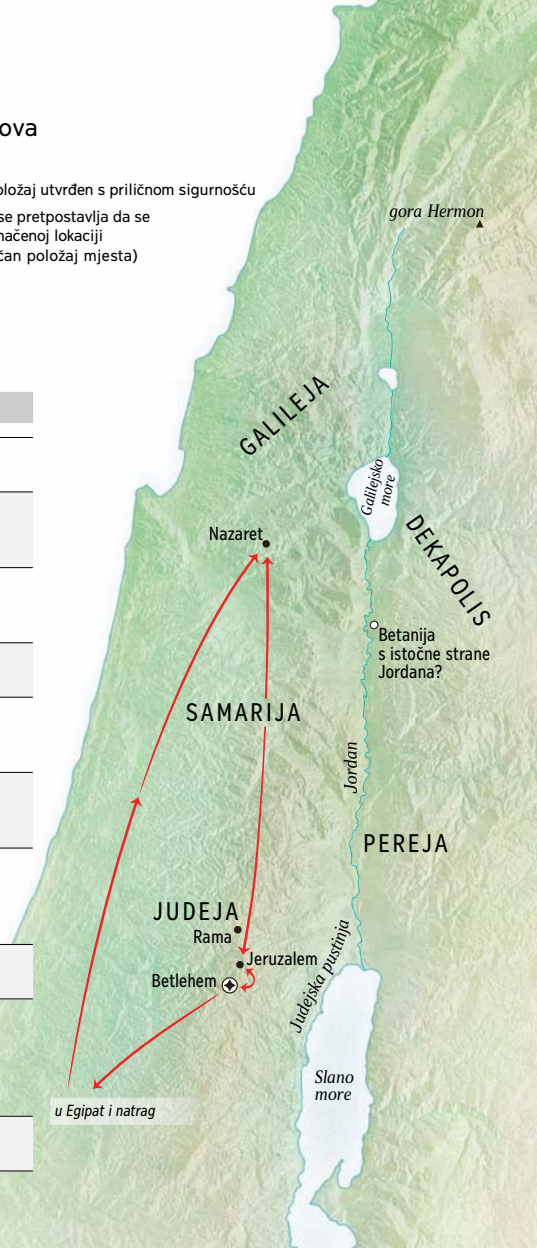 ova
oložaj utvrđen s priličnom sigurnošću
se pretpostavlja da se
načenoj lokaciji
čan položaj mjesta)
gora Hermon
GALILEJA
Galilejsko
more
Nazaret
DEKAPOLIS
Betanija
s istočne strane
Jordana?
SAMARIJA
Jordan
PEREJA
JUDEJA
Rama
Jeruzalem
Betlehem
Judejska pustinja
Slano
more
u Egipat i natrag